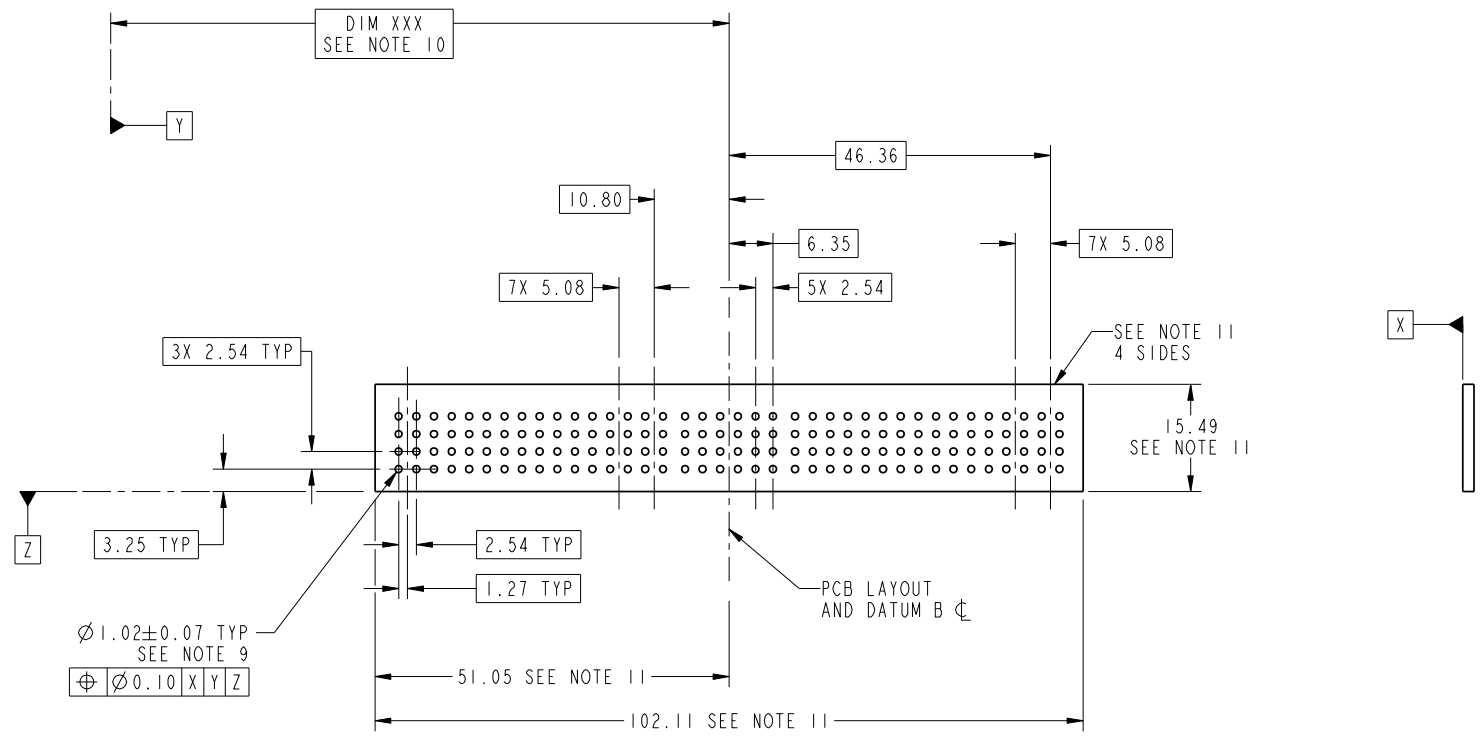 DIM XXX
SEE NOTE 10
Y
46.36
10.80
6.35
7X 5.08
7X 5.08
5X 2.54
X
SEE NOTE 11
4 SIDES
3X 2.54 TYP
15.49
SEE NOTE 11
Z
3.25 TYP
2.54 TYP
1.27 TYP
PCB LAYOUT
AND DATUM B ℄
Ø1.02±0.07 TYP
SEE NOTE 9
⌖ Ø0.10 X Y Z
51.05 SEE NOTE 11
102.11 SEE NOTE 11